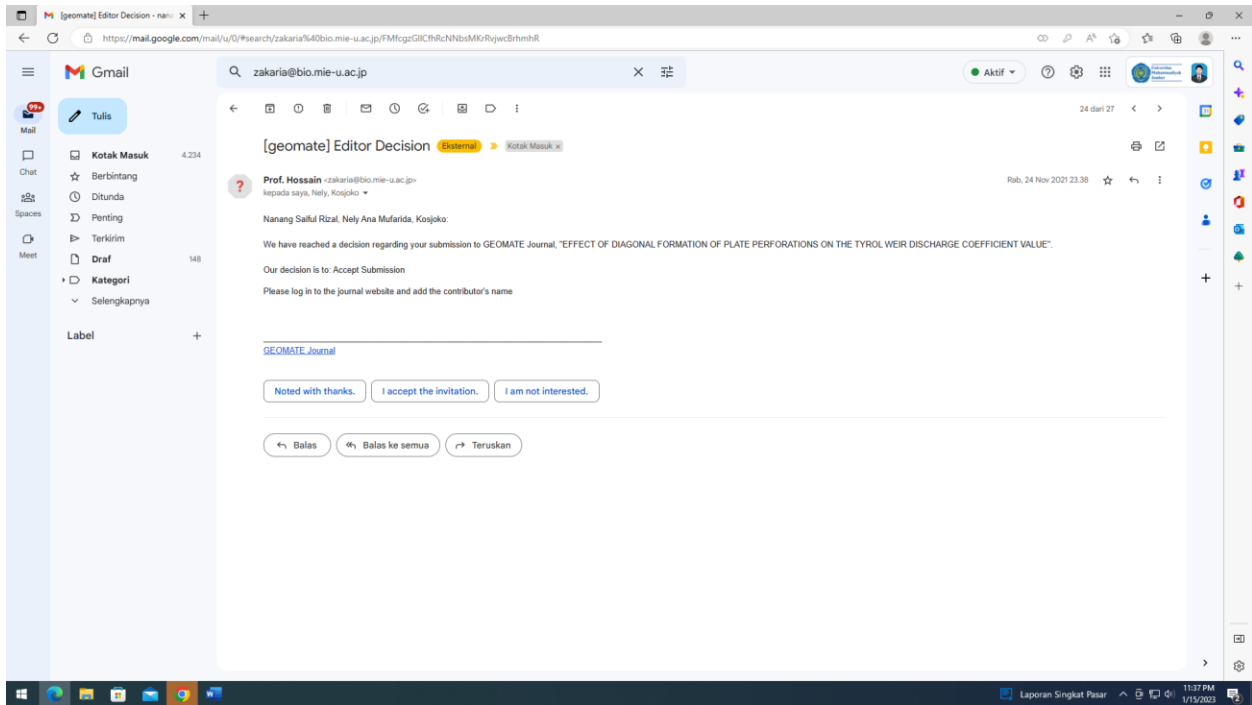 [geomate] Editor Decision - nan
https://mail.google.com/mail/u/0/#search/zakaria%40bio.mie-u.ac.jp/FMfcgzGllCfhRcNNbsMKrRvjwcBrhmhR
Gmail
zakaria@bio.mie-u.ac.jp
Aktif
99+
Mail
Chat
Spaces
Meet
Tulis
Kotak Masuk 4.234
Berbintang
Ditunda
Penting
Terkirim
Draf 148
Kategori
Selengkapnya
Label
24 dari 27
[geomate] Editor Decision Eksternal Kotak Masuk x
Prof. Hossain <zakaria@bio.mie-u.ac.jp> Rab, 24 Nov 2021 23.38
kepada saya, Nely, Kosjoko
Nanang Saiful Rizal, Nely Ana Mufarida, Kosjoko:
We have reached a decision regarding your submission to GEOMATE Journal, "EFFECT OF DIAGONAL FORMATION OF PLATE PERFORATIONS ON THE TYROL WEIR DISCHARGE COEFFICIENT VALUE".
Our decision is to: Accept Submission
Please log in to the journal website and add the contributor's name
GEOMATE Journal
Noted with thanks. I accept the invitation. I am not interested.
Balas Balas ke semua Teruskan
Laporan Singkat Pasar
11:37 PM
1/15/2023